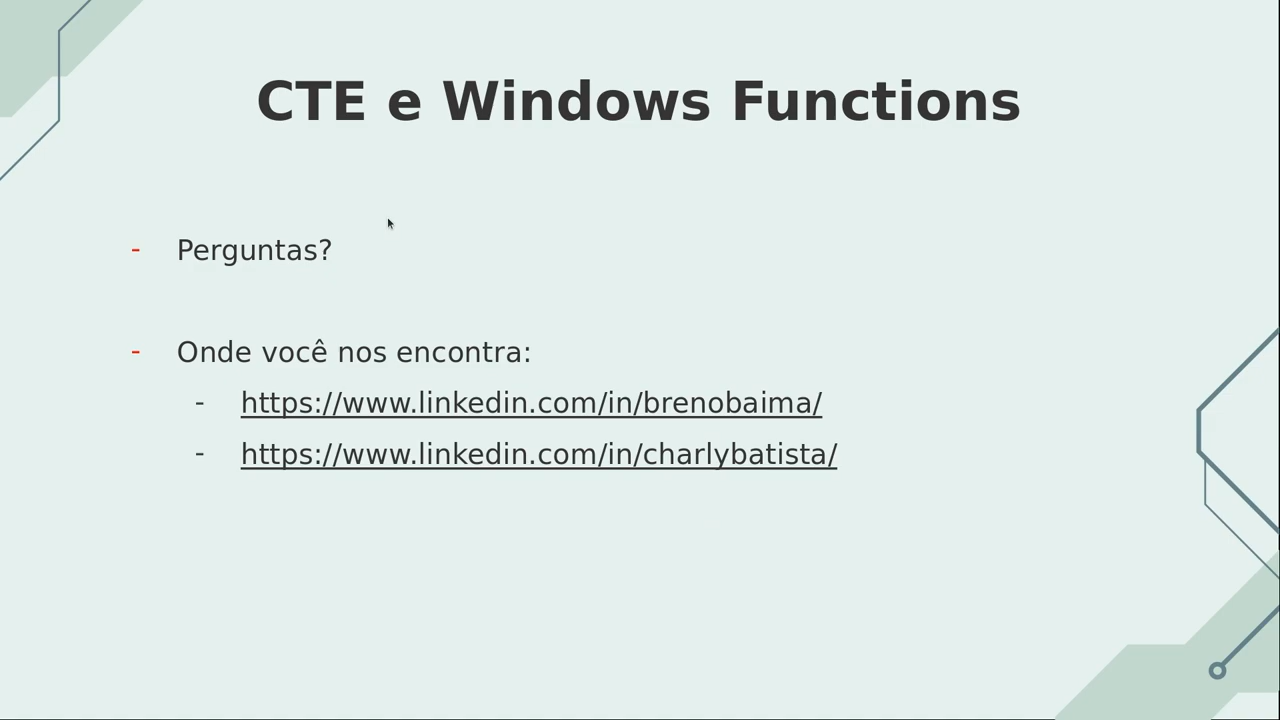 CTE e Windows Functions
- Perguntas?
- Onde você nos encontra:
- https://www.linkedin.com/in/brenobaima/
- https://www.linkedin.com/in/charlybatista/